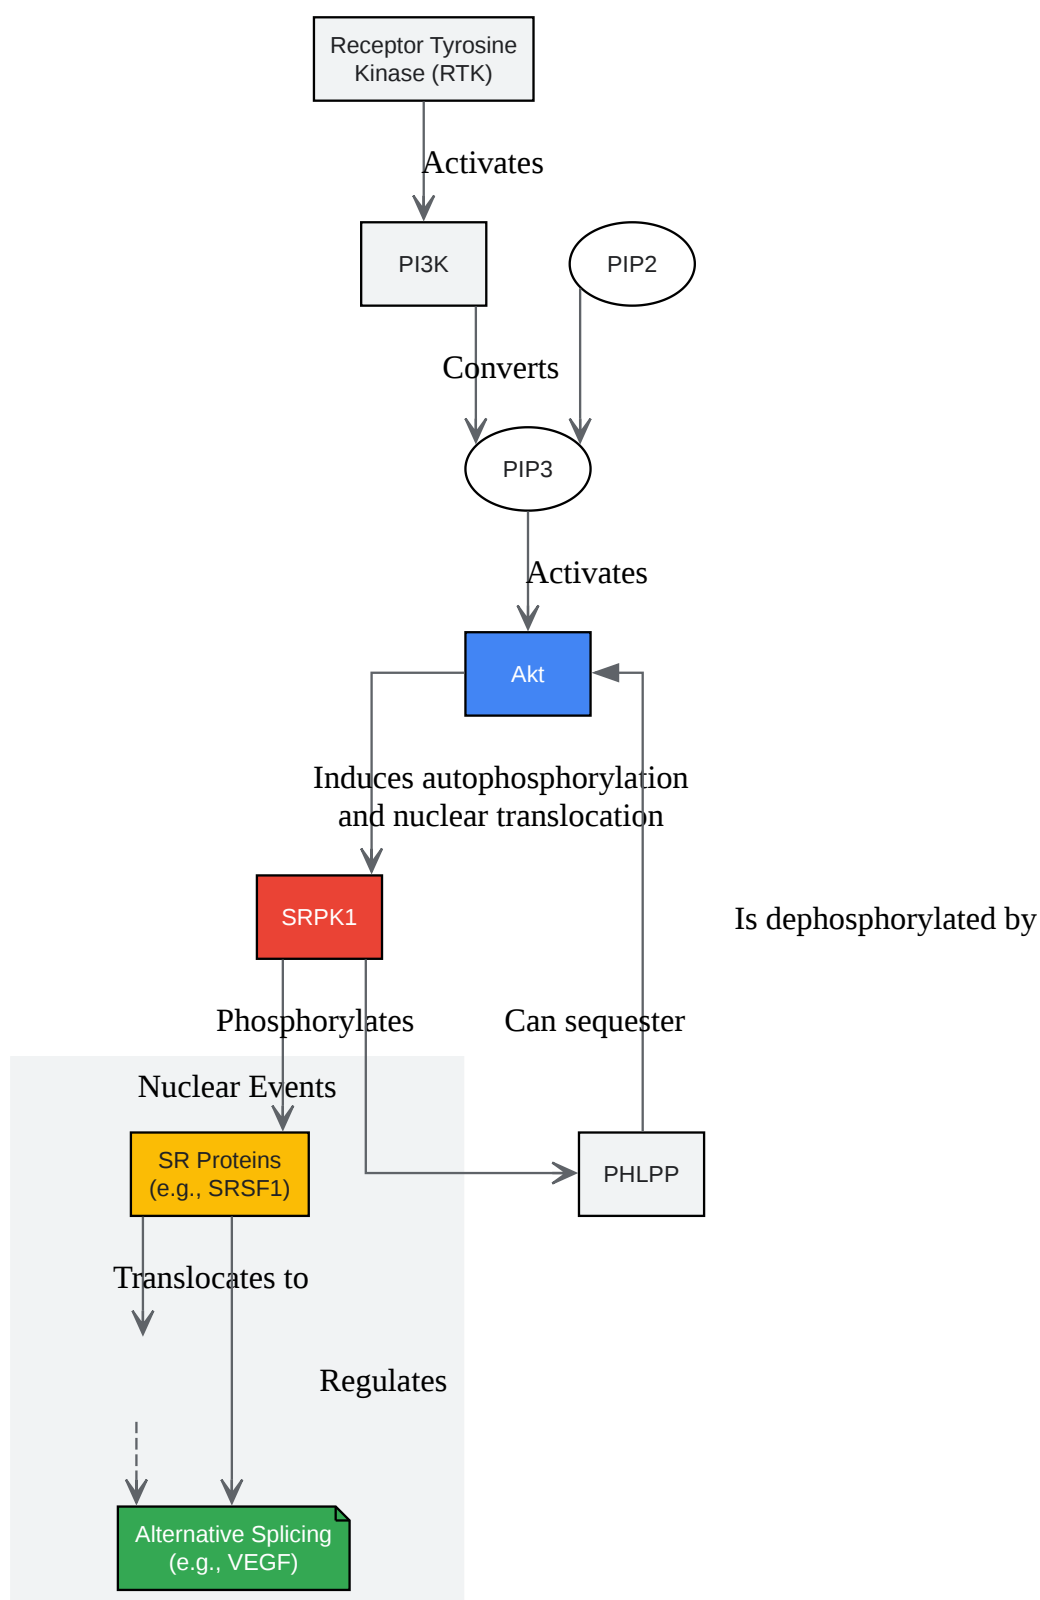 Receptor Tyrosine
Kinase (RTK)
Activates
PI3K
PIP2
Converts
PIP3
Activates
Akt
Induces autophosphorylation
and nuclear translocation
SRPK1
Is dephosphorylated by
Phosphorylates
Can sequester
Nuclear Events
SR Proteins
(e.g., SRSF1)
PHLPP
Translocates to
Regulates
Alternative Splicing
(e.g., VEGF)